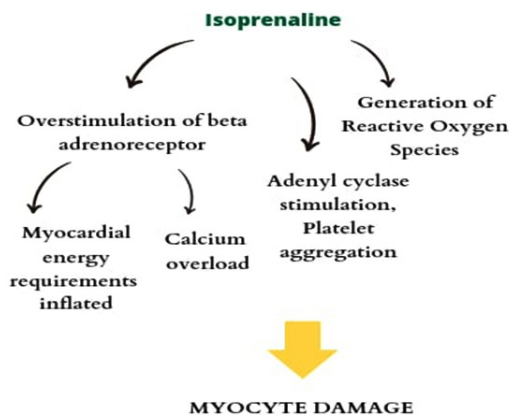 Isoprenaline
Overstimulation of beta
adrenoreceptor
Generation of
Reactive Oxygen
Species
Adenyl cyclase
stimulation,
Platelet
aggregation
Myocardial
energy
requirements
inflated
Calcium
overload
MYOCYTE DAMAGE